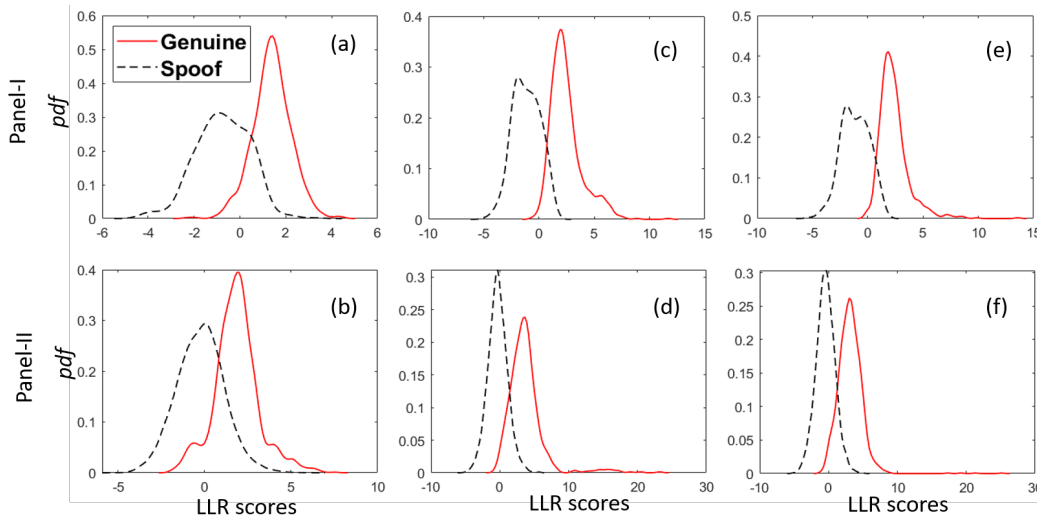 Panel-I
pdf
0.6
0.5
0.4
0.3
0.2
0.1
0
Genuine
Spoof
(a)
-6 -4 -2 0 2 4 6
0.4
0.3
0.2
0.1
0
(c)
-10 -5 0 5 10 15
0.5
0.4
0.3
0.2
0.1
0
(e)
-10 -5 0 5 10 15
Panel-II
pdf
0.4
0.3
0.2
0.1
0
(b)
-5 0 5 10
LLR scores
0.3
0.25
0.2
0.15
0.1
0.05
0
(d)
-10 0 10 20 30
LLR scores
0.3
0.25
0.2
0.15
0.1
0.05
0
(f)
-10 0 10 20 30
LLR scores